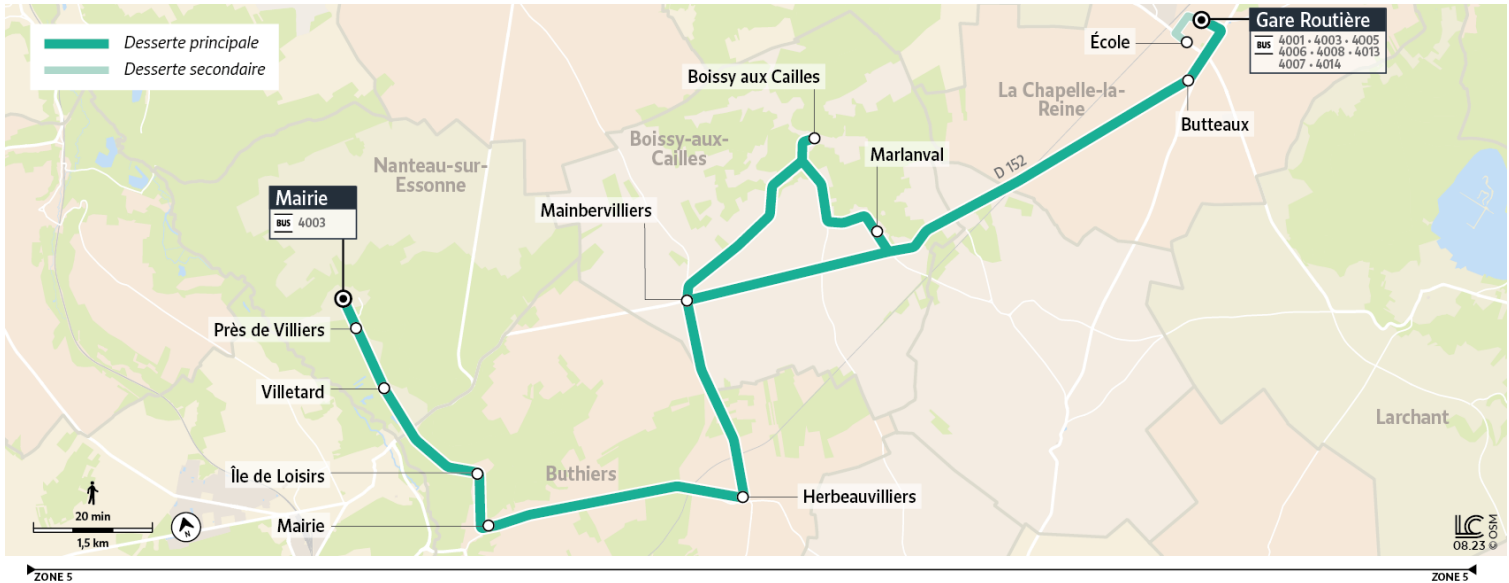 Desserte principale
Desserte secondaire
Gare Routière
BUS 4001 • 4003 • 4005
4006 • 4008 • 4013
4007 • 4014
École
Boissy aux Cailles
La Chapelle-la-
Reine
Butteaux
Boissy-aux-
Cailles
Marlanval
D 152
Nanteau-sur-
Essonne
Mairie
BUS 4003
Mainbervilliers
Près de Villiers
Villetard
Larchant
Île de Loisirs
Buthiers
Herbeauvilliers
Mairie
20 min
1,5 km
N
LC
08.23 © OSM
ZONE 5
ZONE 5